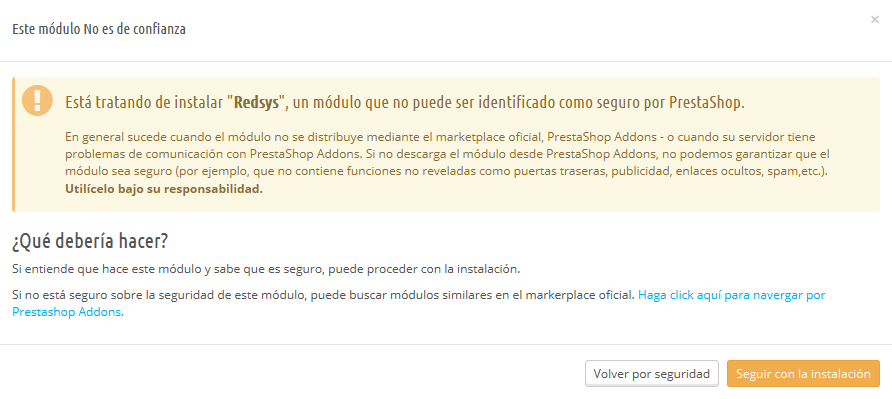 Este módulo No es de confianza
×
Está tratando de instalar "Redsys", un módulo que no puede ser identificado como seguro por PrestaShop.
En general sucede cuando el módulo no se distribuye mediante el marketplace oficial, PrestaShop Addons - o cuando su servidor tiene
problemas de comunicación con PrestaShop Addons. Si no descarga el módulo desde PrestaShop Addons, no podemos garantizar que el
módulo sea seguro (por ejemplo, que no contiene funciones no reveladas como puertas traseras, publicidad, enlaces ocultos, spam,etc.).
Utilícelo bajo su responsabilidad.
¿Qué debería hacer?
Si entiende que hace este módulo y sabe que es seguro, puede proceder con la instalación.
Si no está seguro sobre la seguridad de este módulo, puede buscar módulos similares en el markerplace oficial. Haga click aquí para navergar por
Prestashop Addons.
Volver por seguridad
Seguir con la instalación